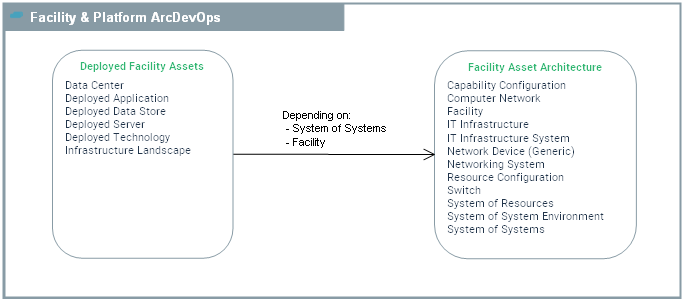 Facility & Platform ArcDevOps
Deployed Facility Assets
Data Center
Deployed Application
Deployed Data Store
Deployed Server
Deployed Technology
Infrastructure Landscape
Depending on:
- System of Systems
- Facility
Facility Asset Architecture
Capability Configuration
Computer Network
Facility
IT Infrastructure
IT Infrastructure System
Network Device (Generic)
Networking System
Resource Configuration
Switch
System of Resources
System of System Environment
System of Systems